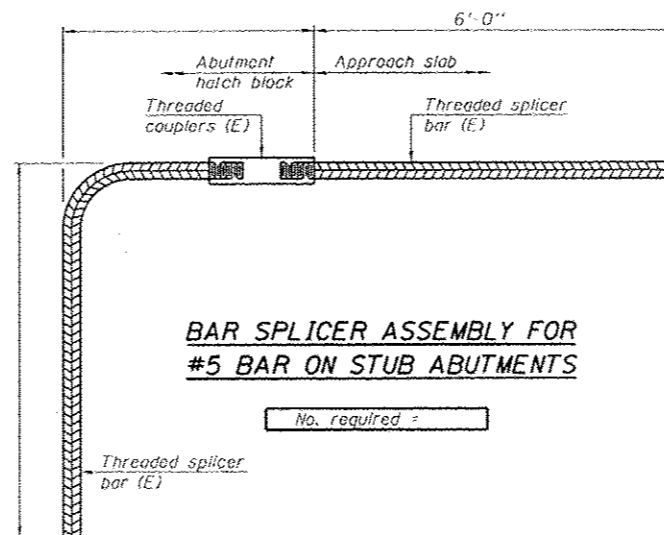 6'-0"
Abutment
hatch block
Approach slab
Threaded
couplers (E)
Threaded splicer
bar (E)
BAR SPLICER ASSEMBLY FOR
#5 BAR ON STUB ABUTMENTS
No. required =
Threaded splicer
bar (E)